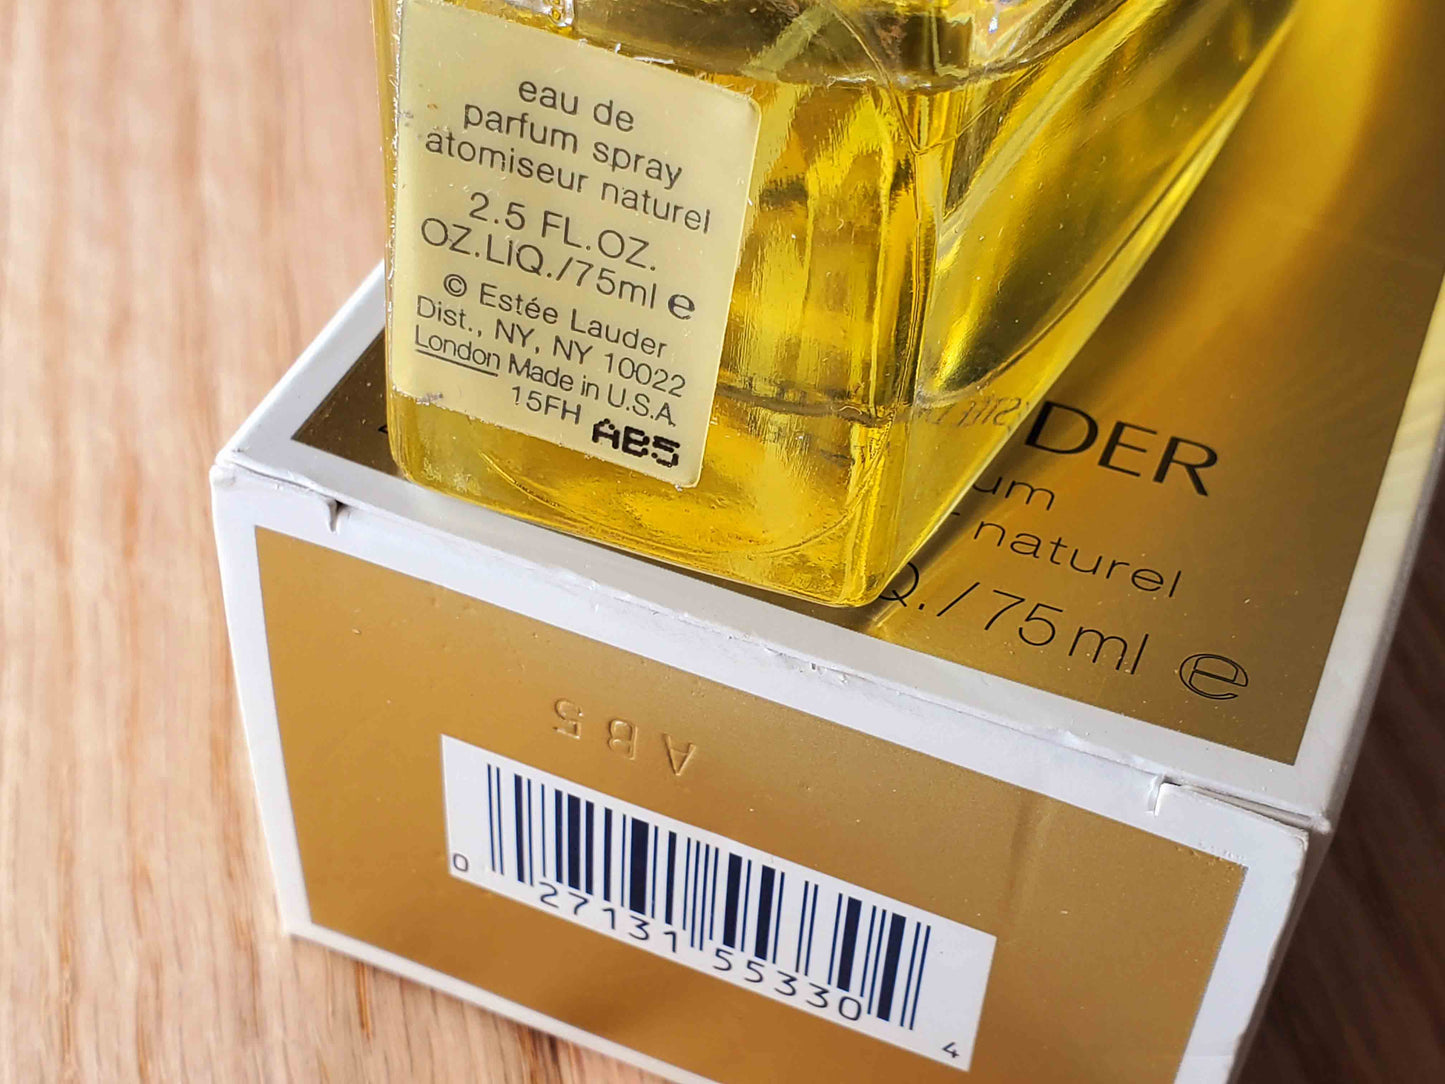 eau de
parfum spray
atomiseur naturel
2.5 FL.OZ.
OZ.LIQ./75ml ℮
© Estée Lauder
Dist., NY, NY 10022
London Made in U.S.A.
15FH AB5
DER
um
naturel
Q./75ml ℮
AB5
0 27131 55330 4